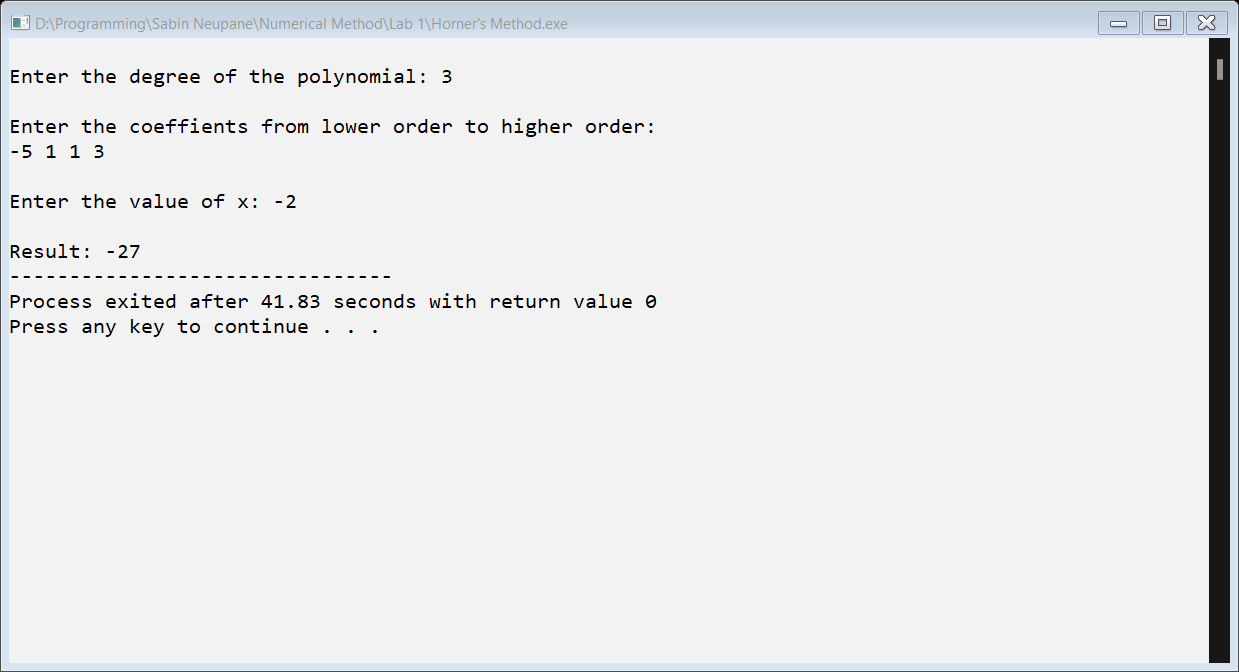 D:\Programming\Sabin Neupane\Numerical Method\Lab 1\Horner's Method.exe
Enter the degree of the polynomial: 3
Enter the coeffients from lower order to higher order:
-5 1 1 3
Enter the value of x: -2
Result: -27
--------------------------------
Process exited after 41.83 seconds with return value 0
Press any key to continue . . .